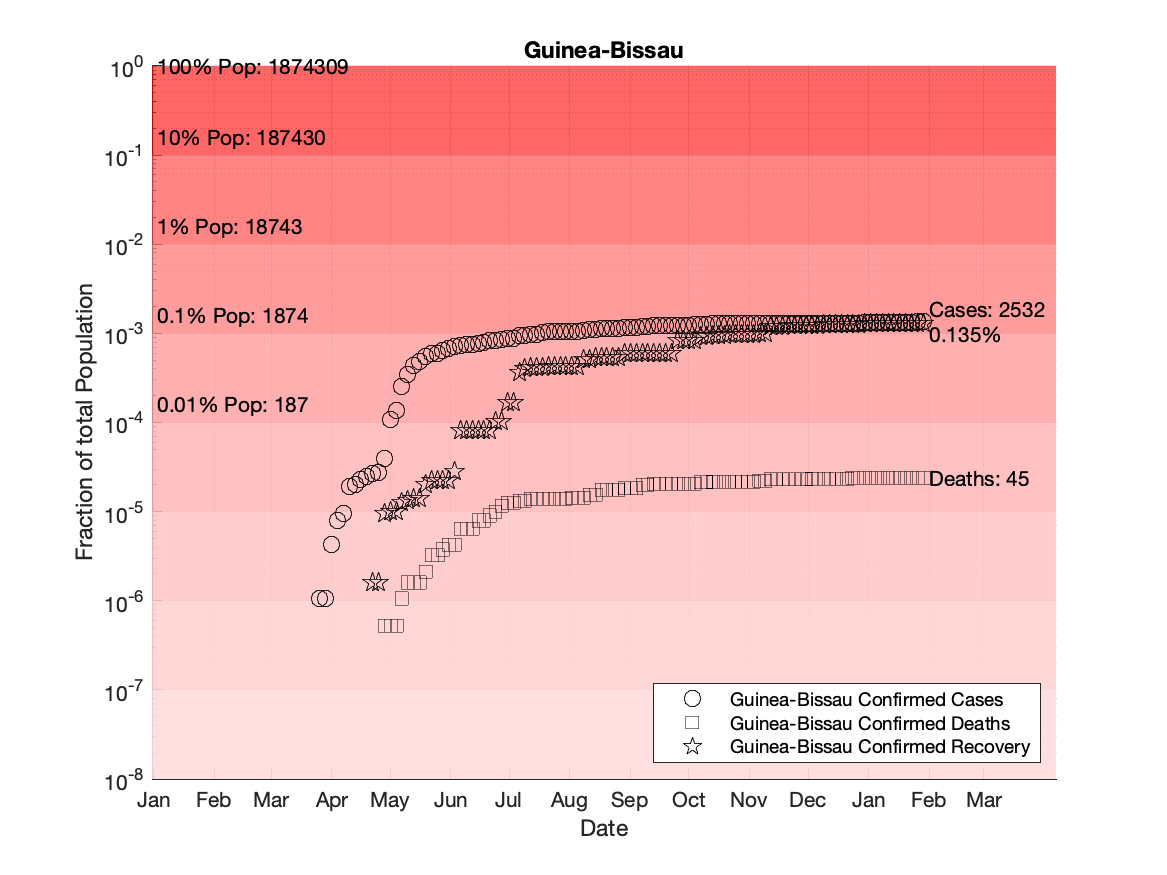 Guinea-Bissau
10^0
10^-1
10^-2
10^-3
10^-4
10^-5
10^-6
10^-7
10^-8
Fraction of total Population
100% Pop: 1874309
10% Pop: 187430
1% Pop: 18743
0.1% Pop: 1874
0.01% Pop: 187
Cases: 2532
0.135%
Deaths: 45
Guinea-Bissau Confirmed Cases
Guinea-Bissau Confirmed Deaths
Guinea-Bissau Confirmed Recovery
Jan Feb Mar Apr May Jun Jul Aug Sep Oct Nov Dec Jan Feb Mar
Date